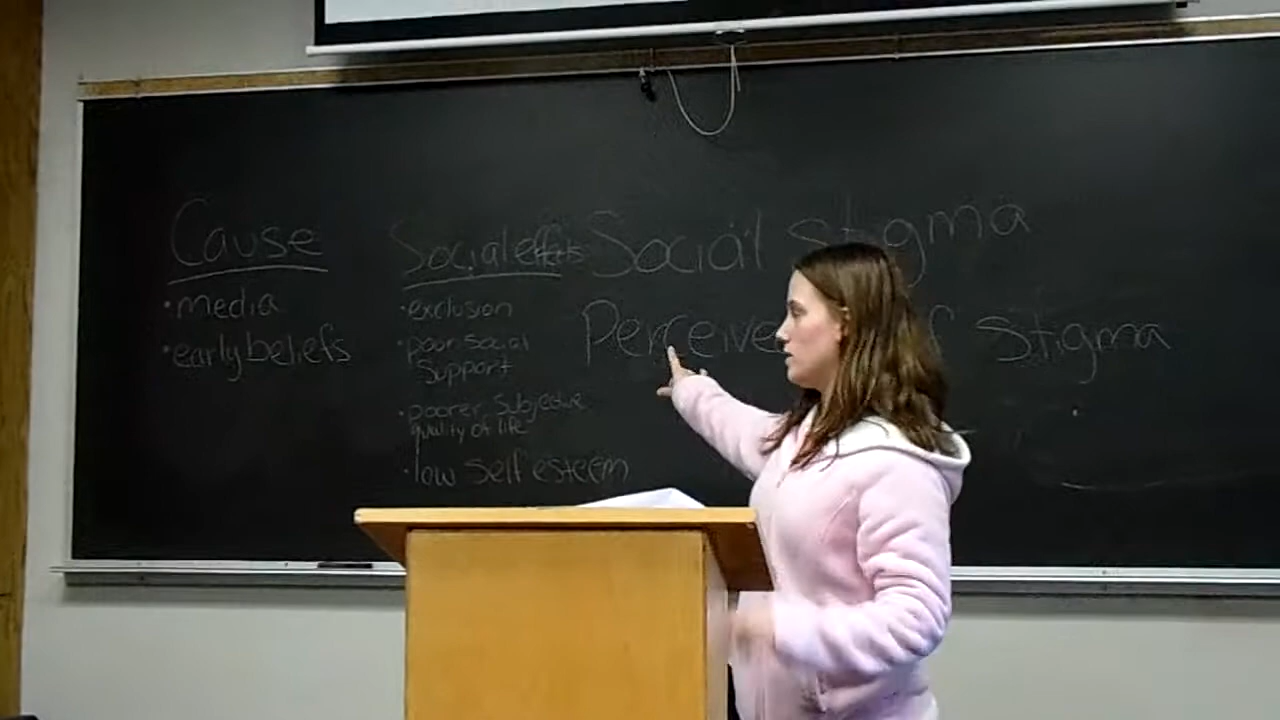 Cause
• media
• early beliefs
Social effects
• exclusion
• poor social
Support
• poorer subjective
quality of life
• low self esteem
Social Stigma
Perceive
Stigma